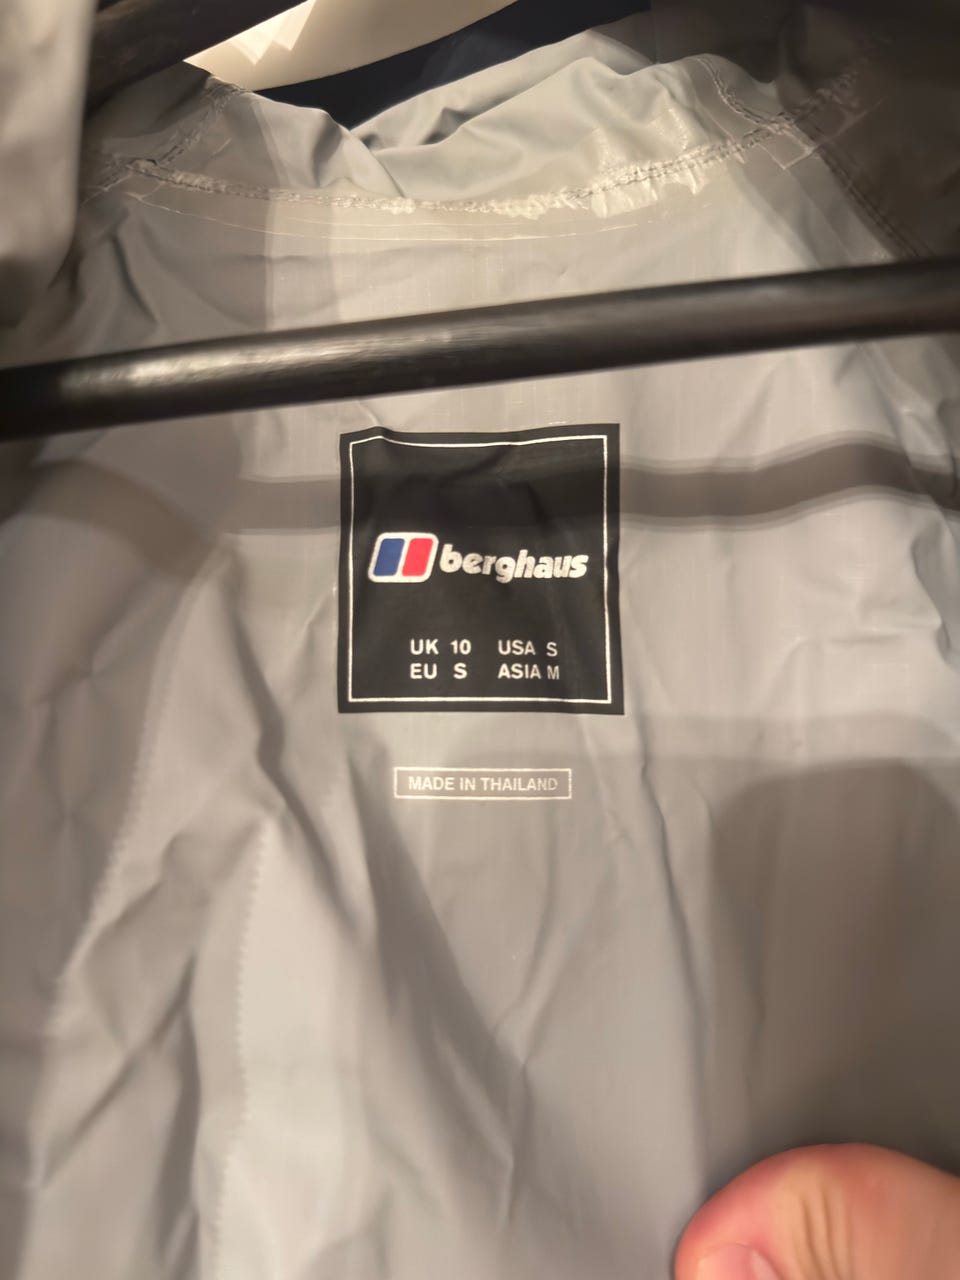 berghaus
UK 10 USA S
EU S ASIA M
MADE IN THAILAND